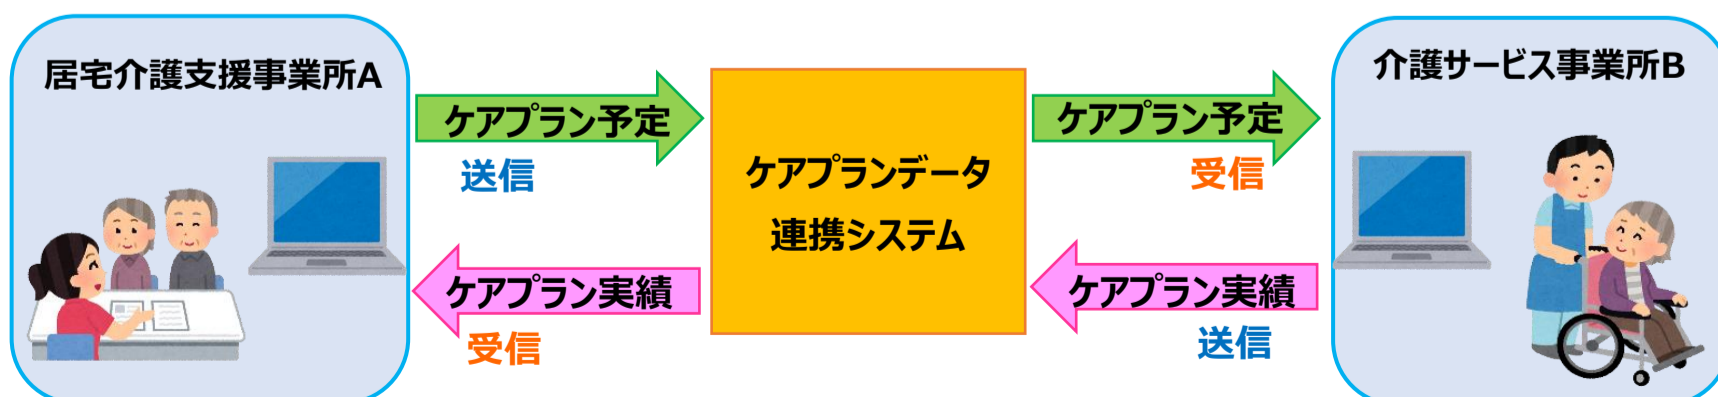 居宅介護支援事業所A
ケアプラン予定
送信
ケアプラン実績
受信
ケアプランデータ
連携システム
ケアプラン予定
受信
ケアプラン実績
送信
介護サービス事業所B